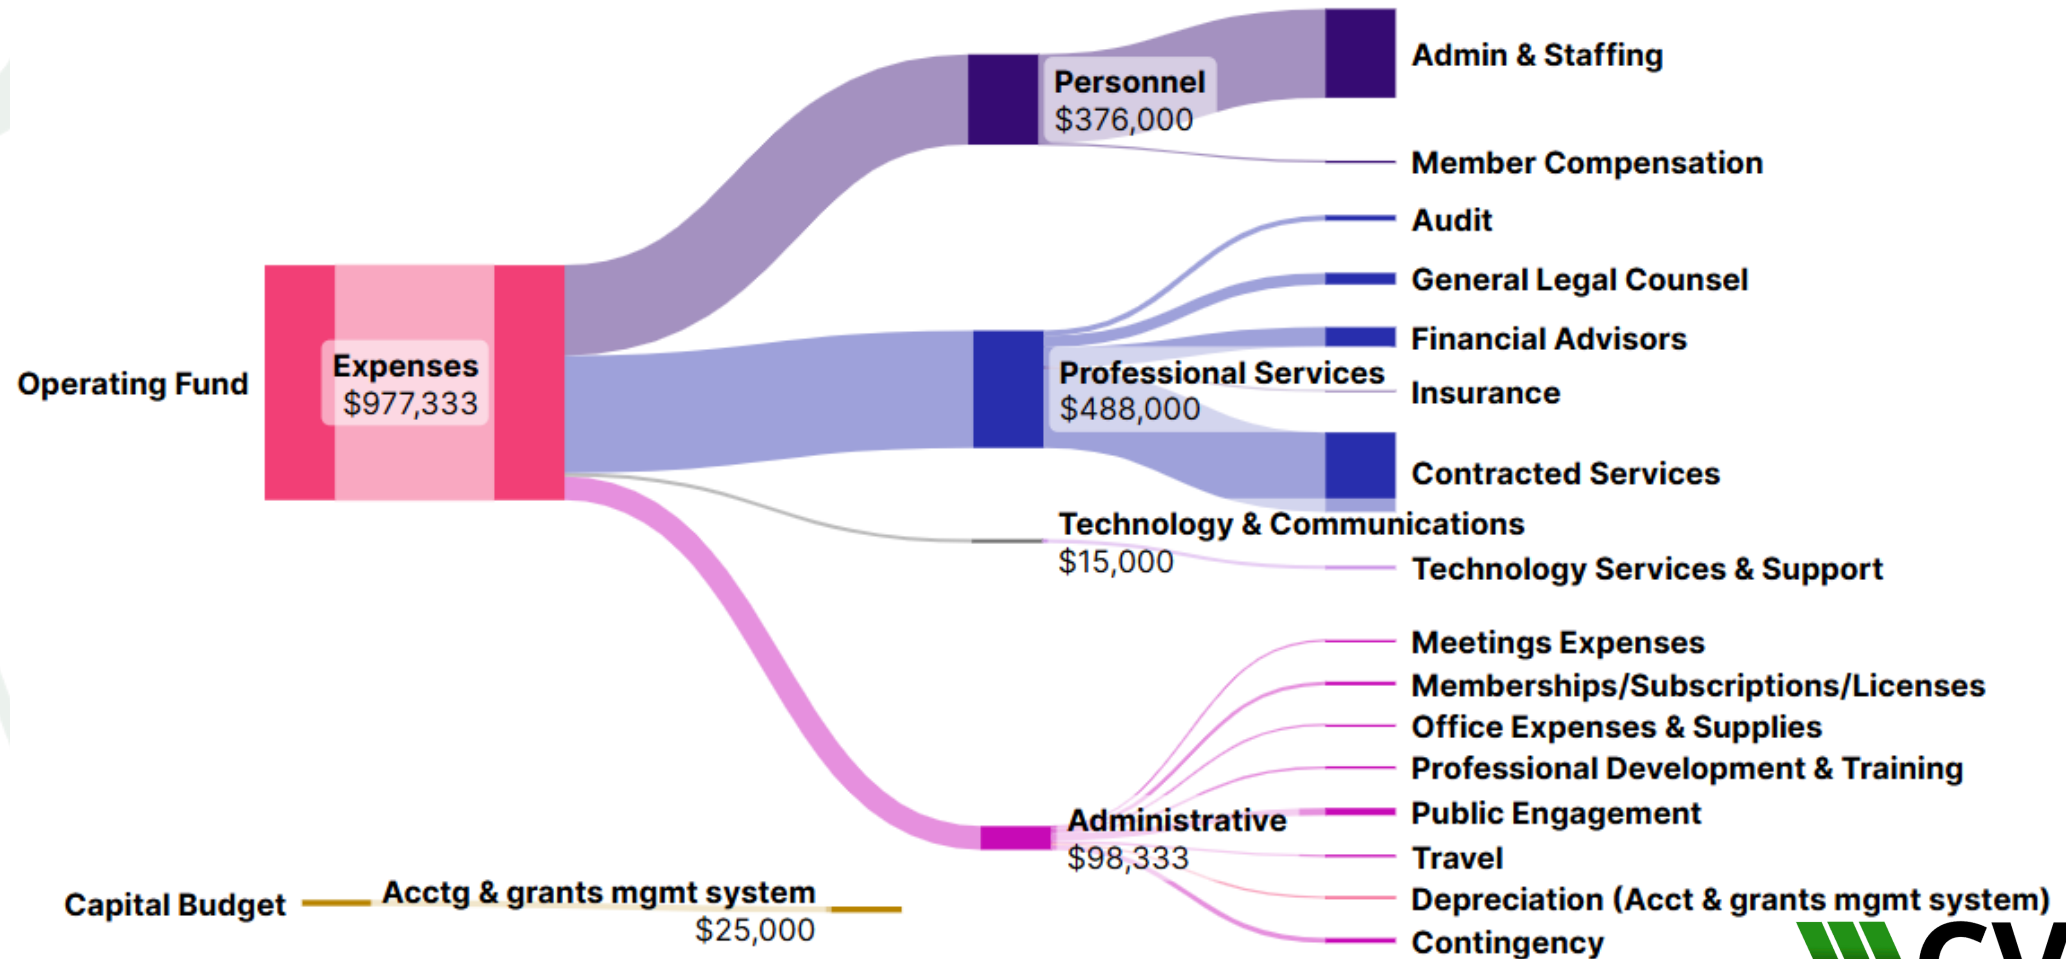 Admin & Staffing
Personnel
$376,000
Member Compensation
Audit
General Legal Counsel
Financial Advisors
Operating Fund
Expenses
$977,333
Professional Services
$488,000
Insurance
Contracted Services
Technology & Communications
$15,000
Technology Services & Support
Meetings Expenses
Memberships/Subscriptions/Licenses
Office Expenses & Supplies
Professional Development & Training
Administrative
$98,333
Public Engagement
Travel
Capital Budget
Acctg & grants mgmt system
$25,000
Depreciation (Acct & grants mgmt system)
Contingency